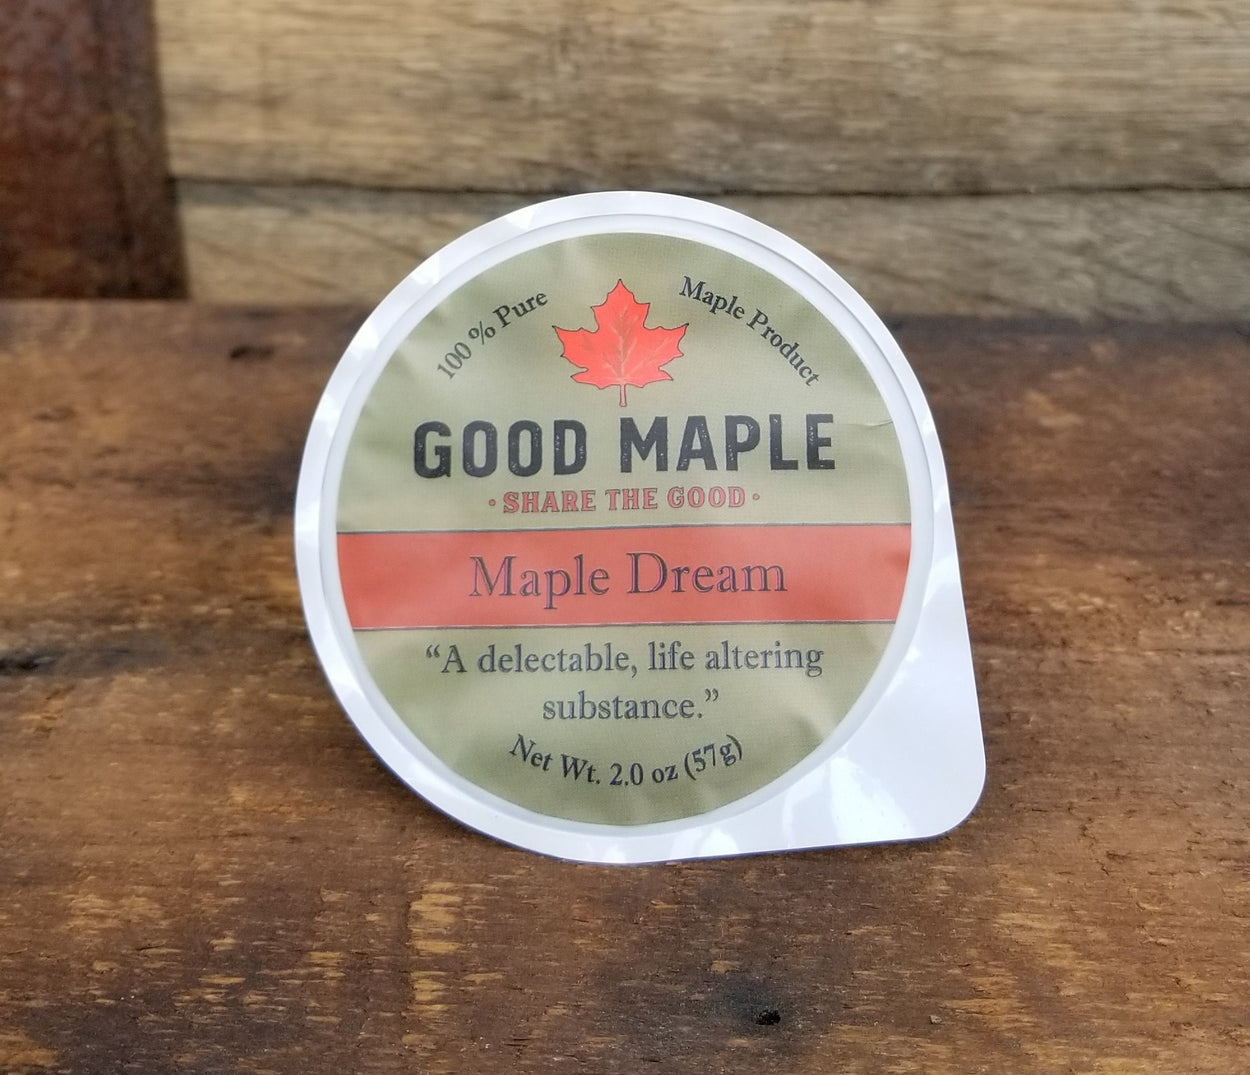 100 % Pure
Maple Product
GOOD MAPLE
· SHARE THE GOOD ·
Maple Dream
“A delectable, life altering
substance.”
Net Wt. 2.0 oz (57g)